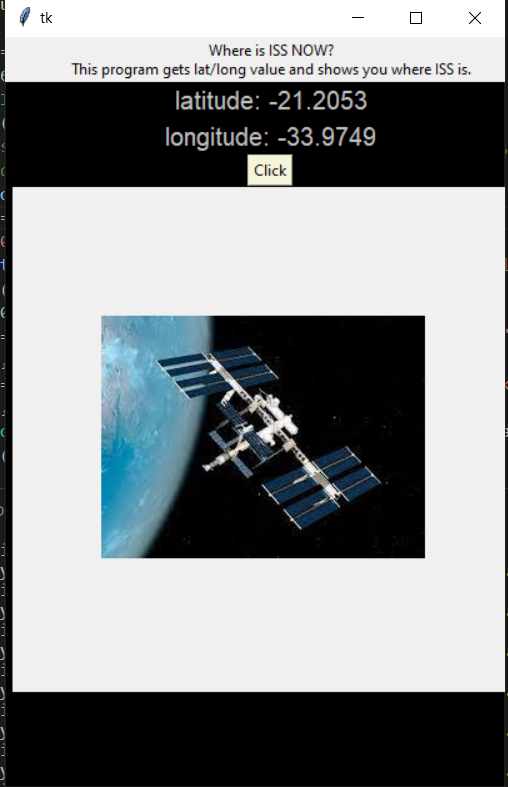 tk
Where is ISS NOW?
This program gets lat/long value and shows you where ISS is.
latitude: -21.2053
longitude: -33.9749
Click